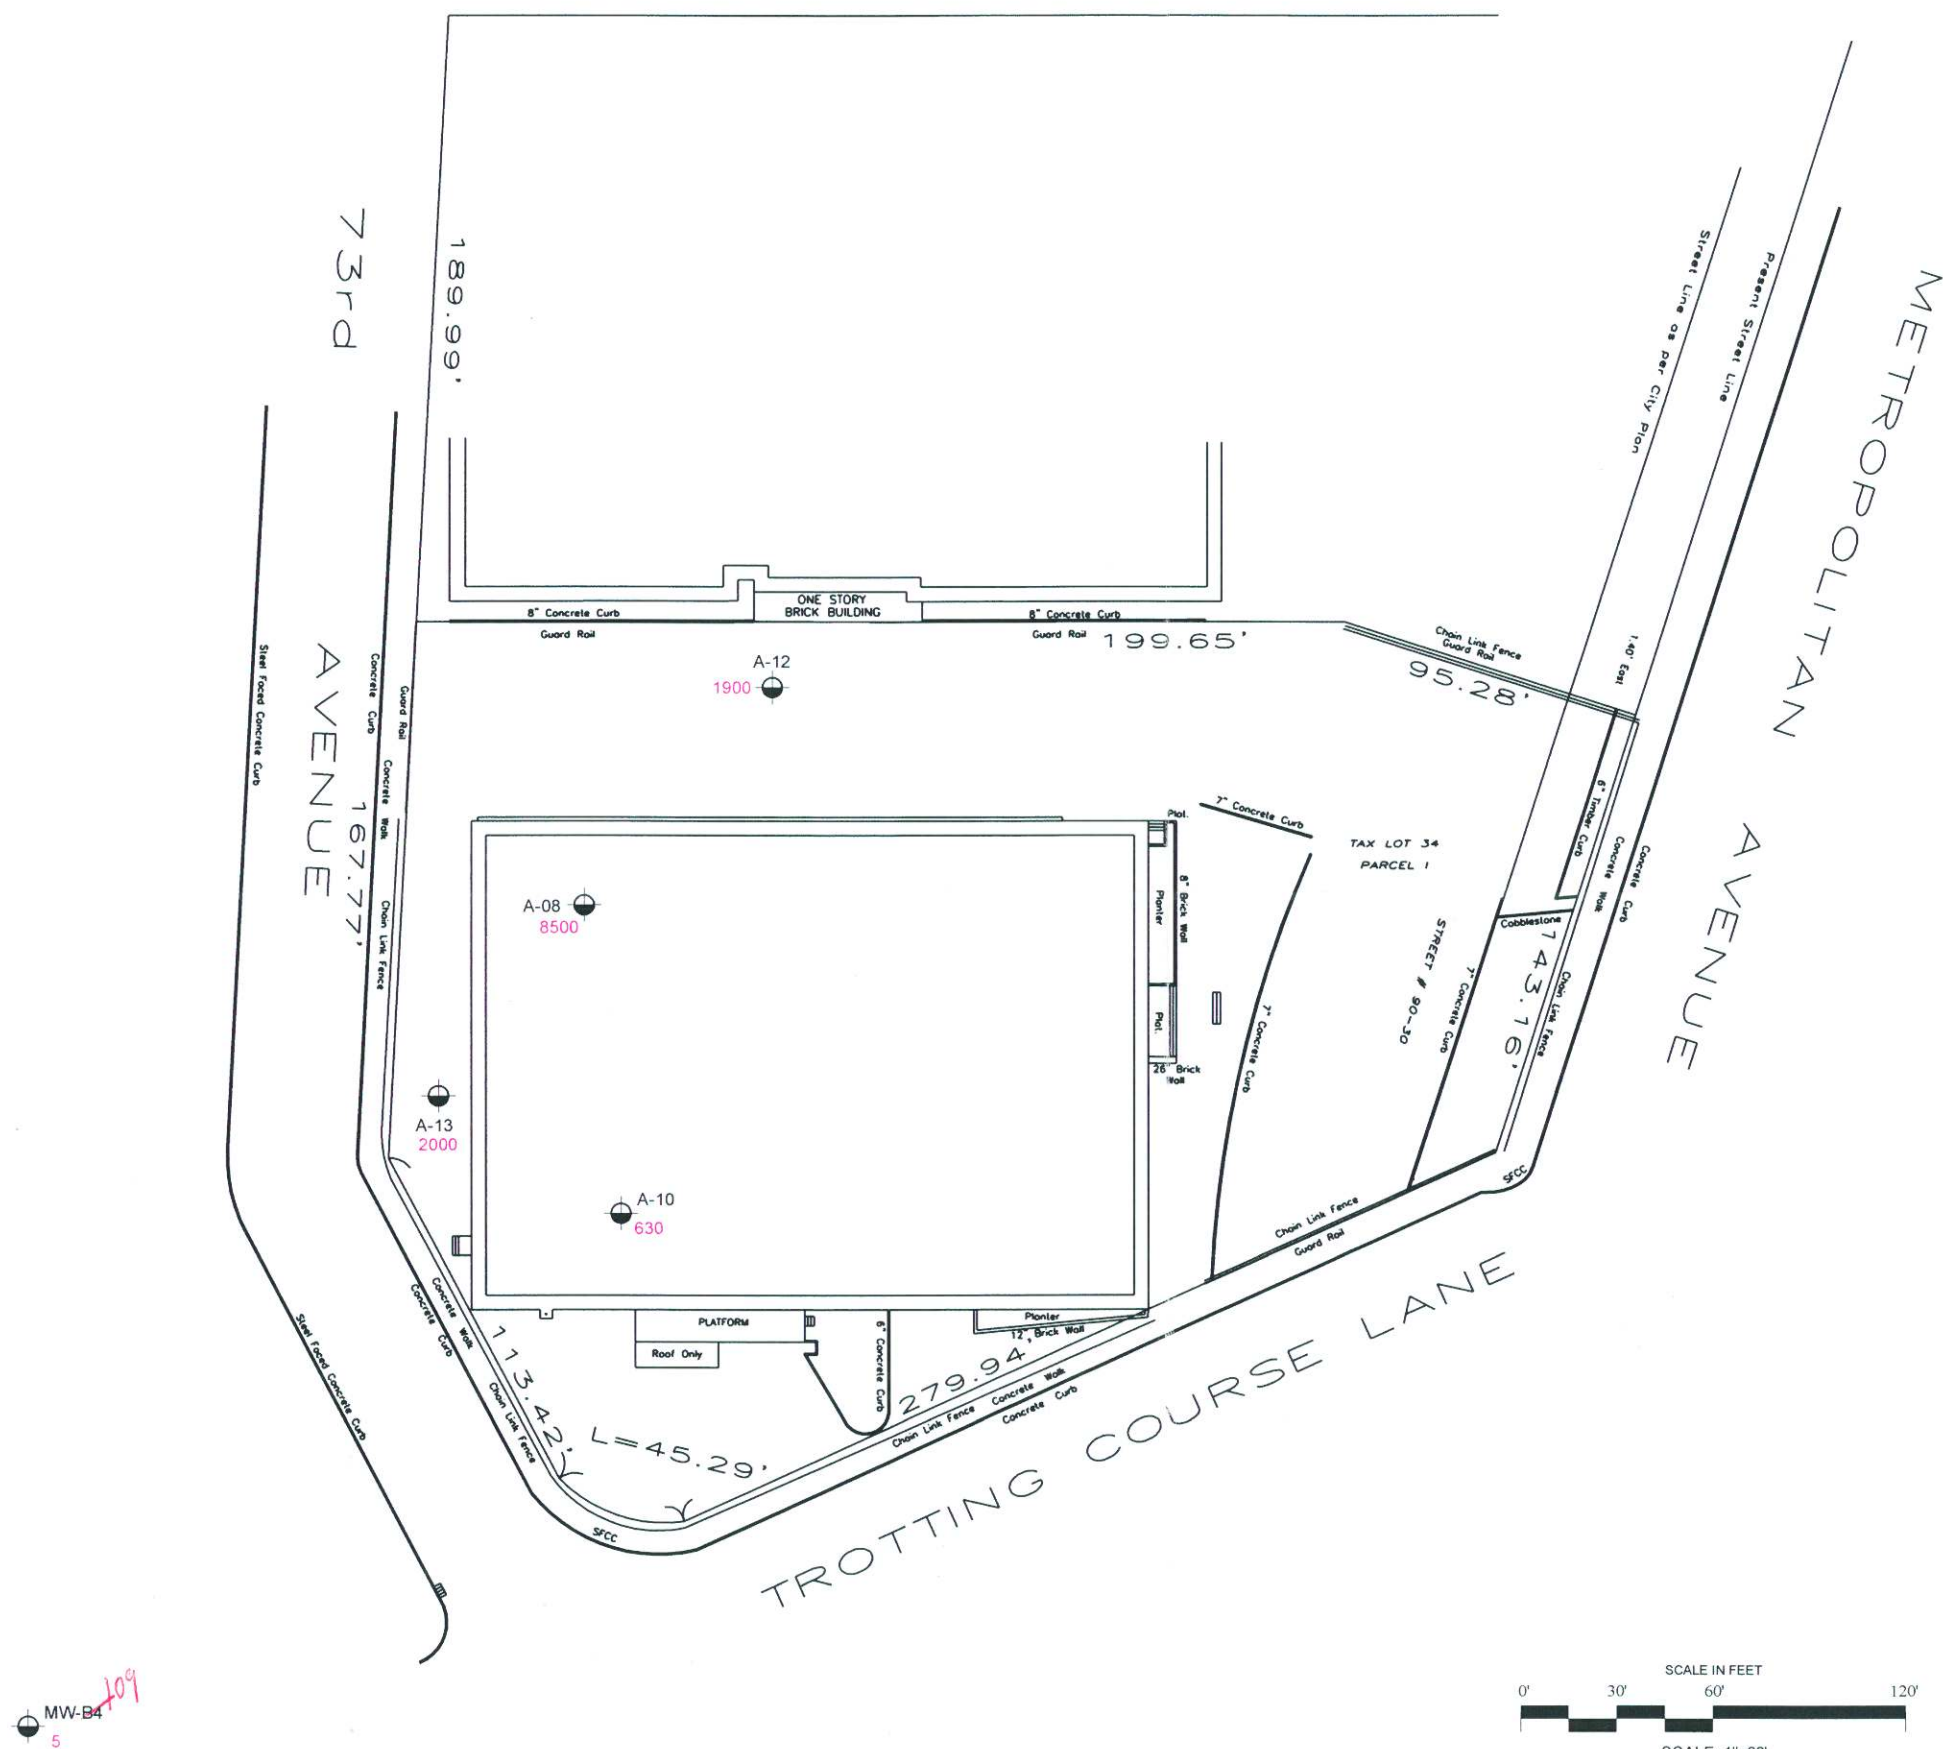 73rd
AVENUE
189.99'
Street Line as per City Plan
Present Street Line
METROPOLITAN
AVENUE
ONE STORY
BRICK BUILDING
8" Concrete Curb
Guard Rail
8" Concrete Curb
Guard Rail
199.65'
Chain Link Fence
Guard Rail
95.28'
1.40' East
A-12
1900
Steel Faced Concrete Curb
Concrete Curb
Guard Rail
Concrete Walk
Chain Link Fence
167.77'
7" Concrete Curb
TAX LOT 34
PARCEL 1
6" Timber Curb
Concrete Walk
Concrete Curb
Plat.
8" Brick Wall
Planter
Plat.
26" Brick
Wall
A-08
8500
Cobblestone
143.16'
Chain Link Fence
STREET # 90-30
7" Concrete Curb
7" Concrete Curb
A-13
2000
A-10
630
SFCC
Chain Link Fence
Guard Rail
Concrete Walk
Concrete Curb
Chain Link Fence
113.42'
Steel Faced Concrete Curb
PLATFORM
Roof Only
6" Concrete Curb
Planter
12" Brick Wall
279.94'
Chain Link Fence Concrete Walk
Concrete Curb
L=45.29'
SFCC
TROTTING COURSE LANE
MW-B4
109
5
SCALE IN FEET
0' 30' 60' 120'